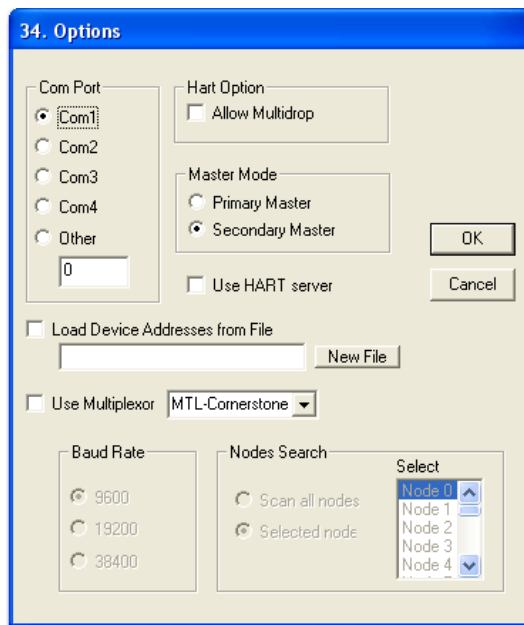 34. Options
Com Port
Com1
Com2
Com3
Com4
Other
0
Hart Option
Allow Multidrop
Master Mode
Primary Master
Secondary Master
Use HART server
OK
Cancel
Load Device Addresses from File
New File
Use Multiplexor
MTL-Cornerstone
Baud Rate
9600
19200
38400
Nodes Search
Scan all nodes
Selected node
Select
Node 0
Node 1
Node 2
Node 3
Node 4